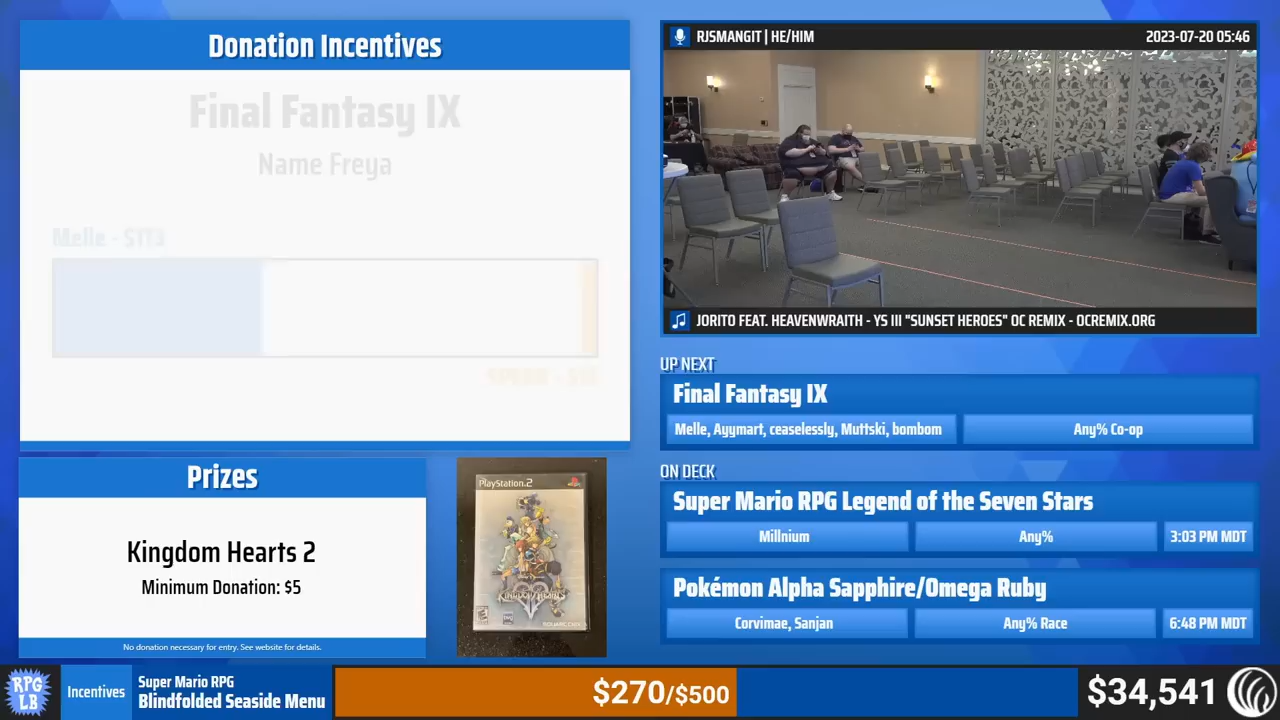 Donation Incentives
Final Fantasy IX
Name Freya
Melle - $113
RJSMANGIT | HE/HIM
2023-07-20 05:46
JORITO FEAT. HEAVENWRAITH - YS III "SUNSET HEROES" OC REMIX - OCREMIX.ORG
UP NEXT
Final Fantasy IX
Melle, Ayymart, ceaselessly, Muttski, bombom
Any% Co-op
ON DECK
Super Mario RPG Legend of the Seven Stars
Millnium
Any%
3:03 PM MDT
Pokémon Alpha Sapphire/Omega Ruby
Corvimae, Sanjan
Any% Race
6:48 PM MDT
Prizes
Kingdom Hearts 2
Minimum Donation: $5
No donation necessary for entry. See website for details.
PlayStation.2
KINGDOM HEARTS
RPG
LB
Incentives
Super Mario RPG
Blindfolded Seaside Menu
$270/$500
$34,541